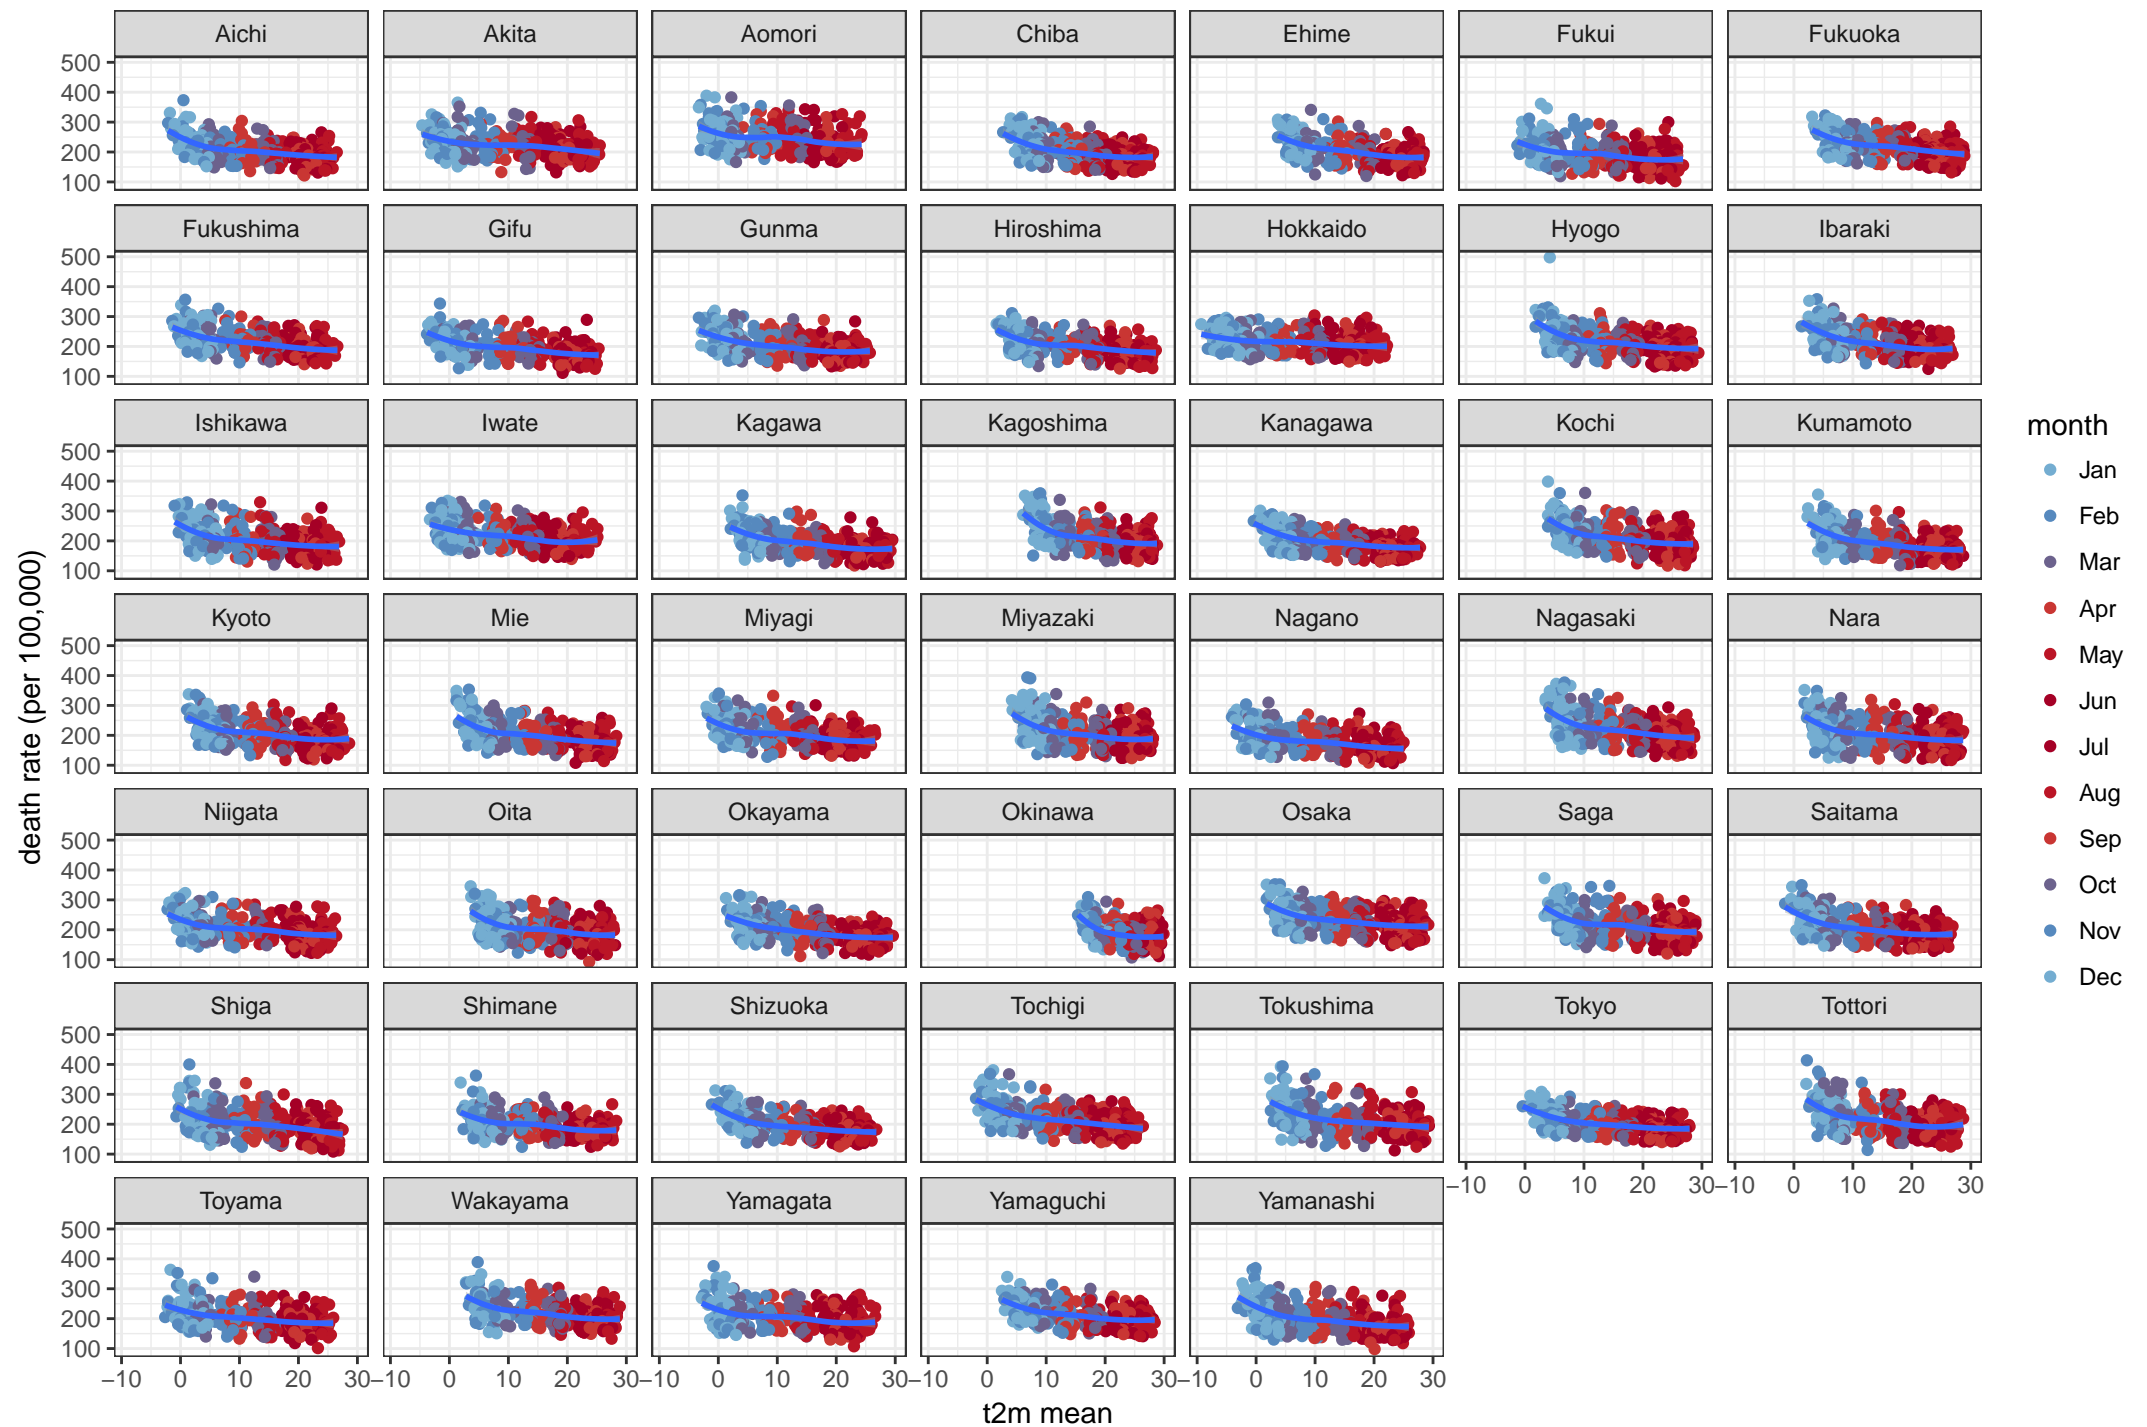 Aichi Akita Aomori Chiba Ehime Fukui Fukuoka
500
400
300
200
100
Fukushima Gifu Gunma Hiroshima Hokkaido Hyogo Ibaraki
500
400
300
200
100
Ishikawa Iwate Kagawa Kagoshima Kanagawa Kochi Kumamoto
500
400
300
200
100
Kyoto Mie Miyagi Miyazaki Nagano Nagasaki Nara
500
400
300
200
100
Niigata Oita Okayama Okinawa Osaka Saga Saitama
500
400
300
200
100
Shiga Shimane Shizuoka Tochigi Tokushima Tokyo Tottori
500
400
300
200
100
−10 0 10 20 30 −10 0 10 20 30
Toyama Wakayama Yamagata Yamaguchi Yamanashi
500
400
300
200
100
−10 0 10 20 30 −10 0 10 20 30 −10 0 10 20 30 −10 0 10 20 30 −10 0 10 20 30
t2m mean
death rate (per 100,000)
month
Jan
Feb
Mar
Apr
May
Jun
Jul
Aug
Sep
Oct
Nov
Dec